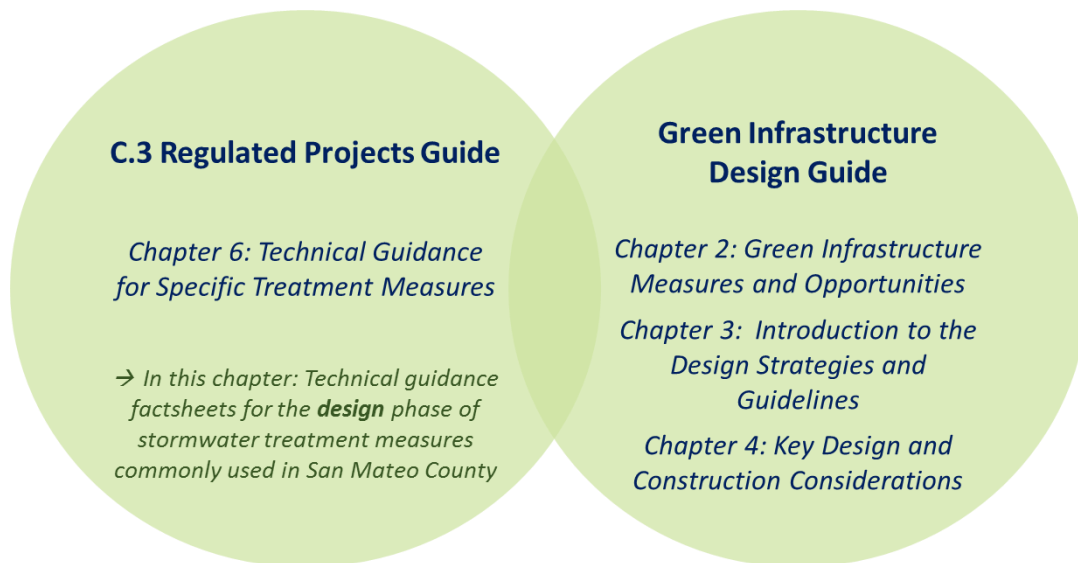 C.3 Regulated Projects Guide
Chapter 6: Technical Guidance
for Specific Treatment Measures
→ In this chapter: Technical guidance
factsheets for the design phase of
stormwater treatment measures
commonly used in San Mateo County
Green Infrastructure
Design Guide
Chapter 2: Green Infrastructure
Measures and Opportunities
Chapter 3: Introduction to the
Design Strategies and
Guidelines
Chapter 4: Key Design and
Construction Considerations